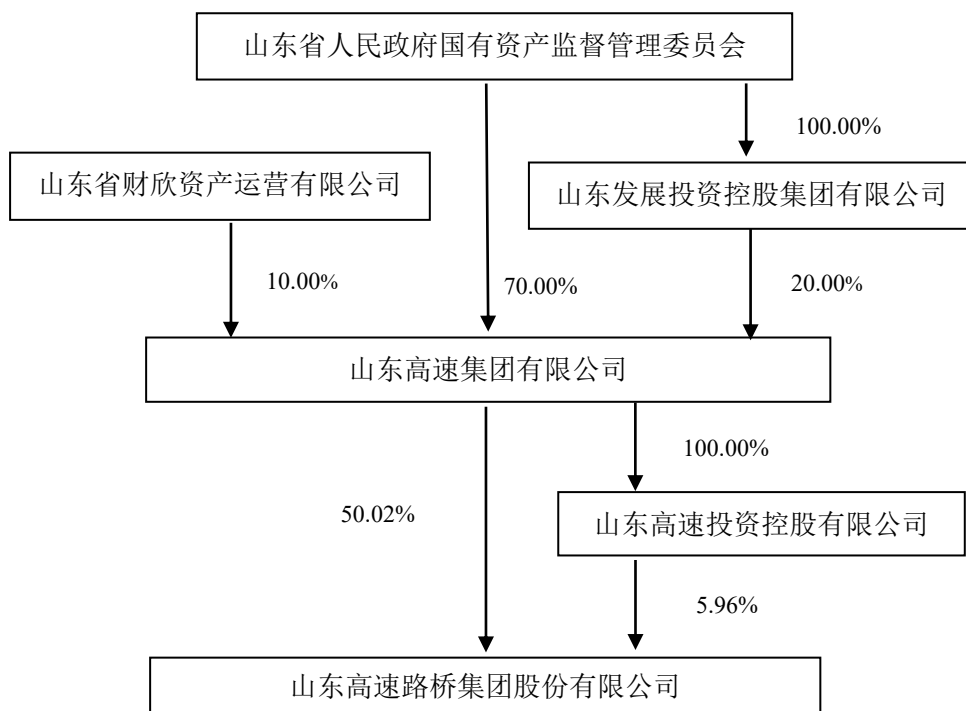 山东省人民政府国有资产监督管理委员会
100.00%
山东省财欣资产运营有限公司
山东发展投资控股集团有限公司
10.00%
70.00%
20.00%
山东高速集团有限公司
100.00%
50.02%
山东高速投资控股有限公司
5.96%
山东高速路桥集团股份有限公司